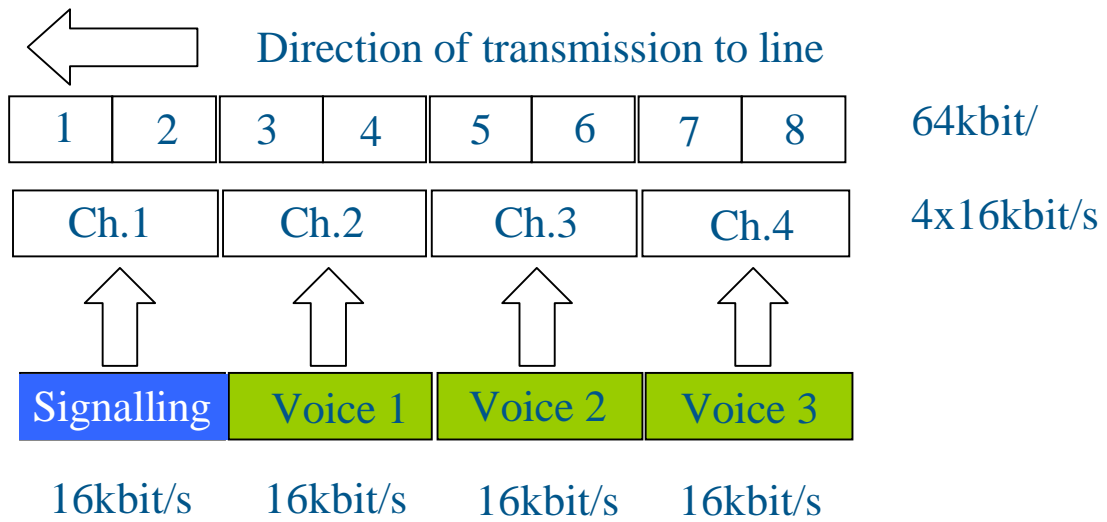 Direction of transmission to line
1 2 3 4 5 6 7 8 64kbit/
Ch.1 Ch.2 Ch.3 Ch.4 4x16kbit/s
Signalling Voice 1 Voice 2 Voice 3
16kbit/s 16kbit/s 16kbit/s 16kbit/s